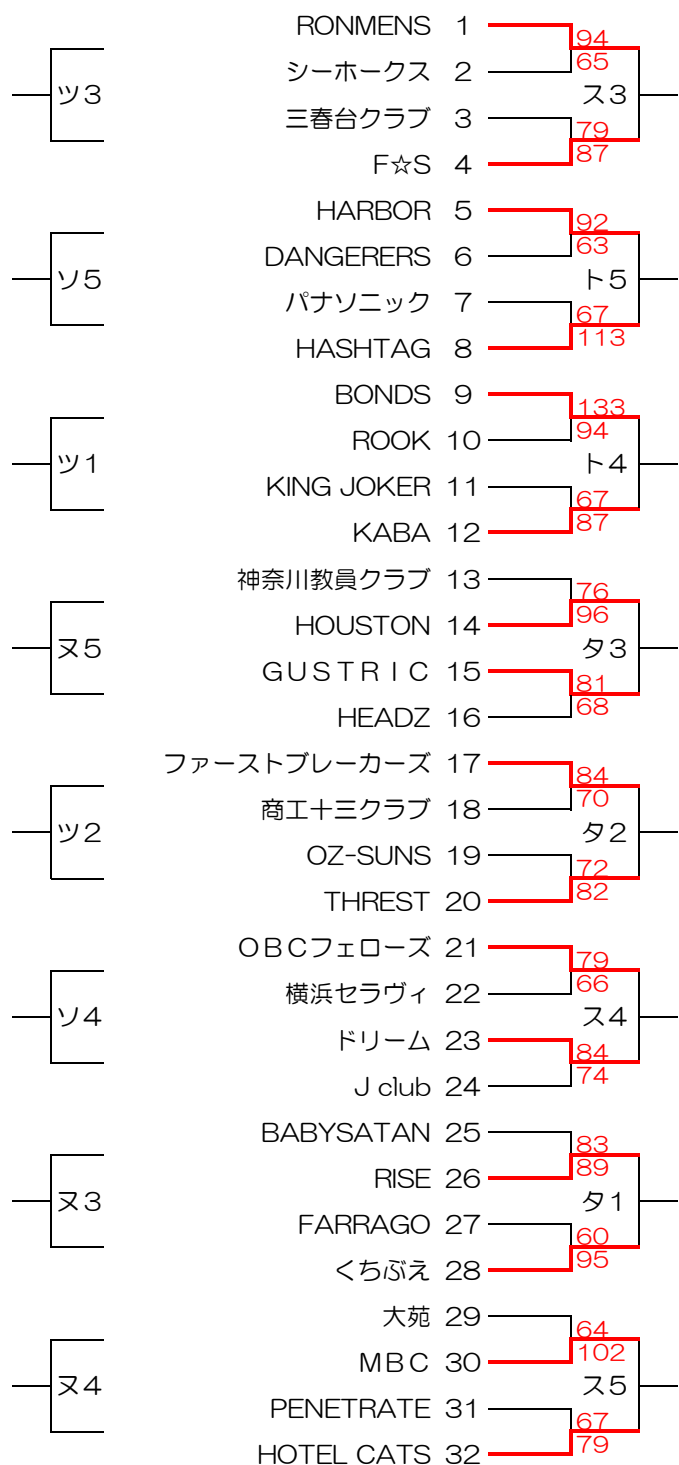 RONMENS 1
94
65
シーホークス 2
ツ3
ス3
三春台クラブ 3
79
87
F☆S 4
HARBOR 5
92
63
DANGERERS 6
ソ5
ト5
パナソニック 7
67
113
HASHTAG 8
BONDS 9
133
94
ROOK 10
ツ1
ト4
KING JOKER 11
67
87
KABA 12
神奈川教員クラブ 13
76
96
HOUSTON 14
ヌ5
タ3
GUSTRIC 15
81
68
HEADZ 16
ファーストブレーカーズ 17
84
70
商工十三クラブ 18
ツ2
タ2
OZ-SUNS 19
72
82
THREST 20
OBCフェローズ 21
79
66
横浜セラヴィ 22
ソ4
ス4
ドリーム 23
84
74
J club 24
BABYSATAN 25
83
89
RISE 26
ヌ3
タ1
FARRAGO 27
60
95
くちぶえ 28
大苑 29
64
102
MBC 30
ヌ4
ス5
PENETRATE 31
67
79
HOTEL CATS 32